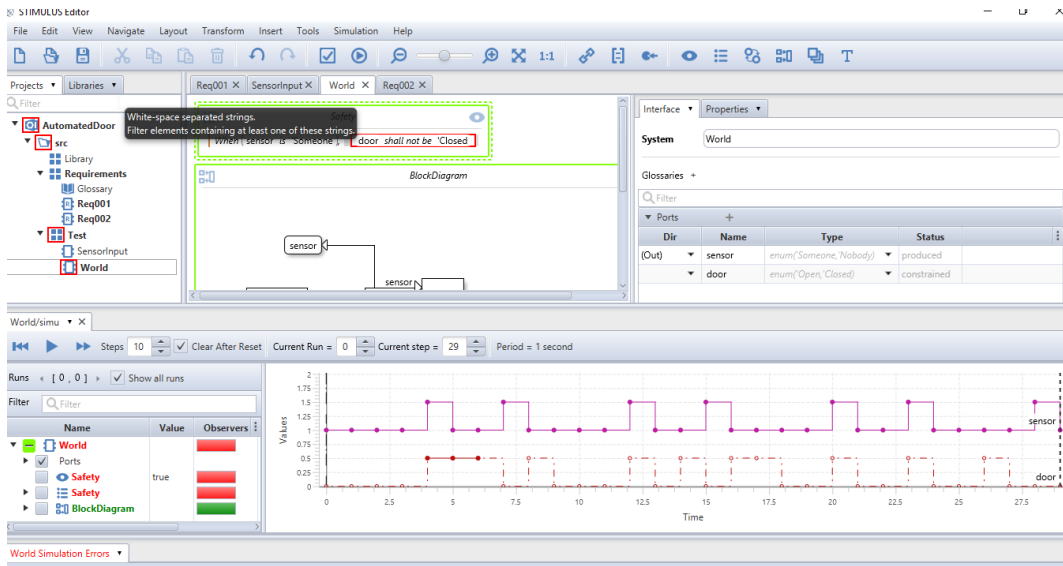 STIMULUS Editor
File Edit View Navigate Layout Transform Insert Tools Simulation Help
1:1 T
Projects Libraries Req001 SensorInput World Req002
Filter
White-space separated strings.
Filter elements containing at least one of these strings.
AutomatedDoor
src
Library
Requirements
Glossary
Req001
Req002
Test
SensorInput
World
Safety
When sensor is 'Someone', door shall not be 'Closed
BlockDiagram
sensor
sensor
Interface Properties
System World
Glossaries +
Filter
Ports +
Dir Name Type Status
(Out) sensor enum('Someone,'Nobody) produced
door enum('Open,'Closed) constrained
World/simu
Steps 10 Clear After Reset Current Run = 0 Current step = 29 Period = 1 second
Runs [ 0 , 0 ] Show all runs
Filter Filter
Name Value Observers
World
Ports
Safety true
Safety
BlockDiagram
Values
2
1.75
1.5
1.25
1
0.75
0.5
0.25
0
sensor
door
0 2.5 5 7.5 10 12.5 15 17.5 20 22.5 25 27.5
Time
World Simulation Errors